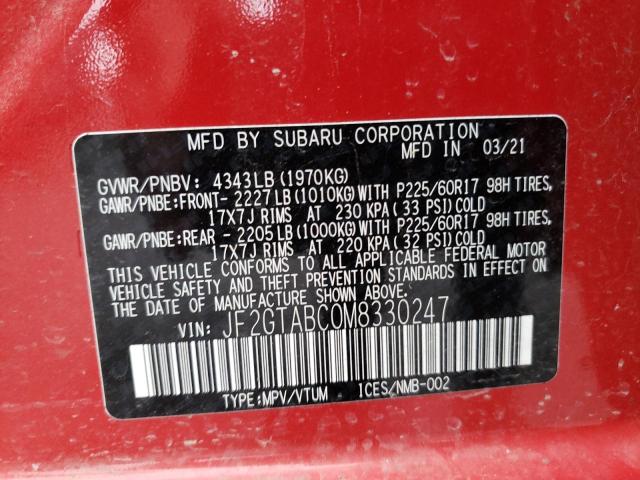 MFD BY SUBARU CORPORATION
MFD IN 03/21
GVWR/PNBV: 4343LB (1970KG)
GAWR/PNBE:FRONT- 2227 LB (1010KG)WITH P225/60R17 98H TIRES,
17X7J RIMS AT 230 KPA (33 PSI) COLD
GAWR/PNBE:REAR - 2205 LB (1000KG)WITH P225/60R17 98H TIRES,
17X7J RIMS AT 220 KPA (32 PSI) COLD
THIS VEHICLE CONFORMS TO ALL APPLICABLE FEDERAL MOTOR
VEHICLE SAFETY AND THEFT PREVENTION STANDARDS IN EFFECT ON
THE DATE OF MANUFACTURE SHOWN ABOVE.
VIN: JF2GTABC0M8330247
TYPE:MPV/VTUM ICES/NMB-002